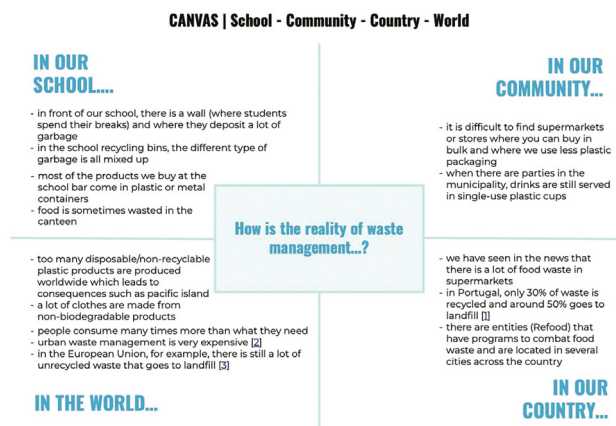 CANVAS | School - Community - Country - World
IN OUR
SCHOOL....
- in front of our school, there is a wall (where students
spend their breaks) and where they deposit a lot of
garbage
- in the school recycling bins, the different type of
garbage is all mixed up
- most of the products we buy at the
school bar come in plastic or metal
containers
- food is sometimes wasted in the
canteen
IN OUR
COMMUNITY...
- it is difficult to find supermarkets
or stores where you can buy in
bulk and where we use less plastic
packaging
- when there are parties in the
municipality, drinks are still served
in single-use plastic cups
How is the reality of waste
management...?
- too many disposable/non-recyclable
plastic products are produced
worldwide which leads to
consequences such as pacific island
- a lot of clothes are made from
non-biodegradable products
- people consume many times more than what they need
- urban waste management is very expensive [2]
- in the European Union, for example, there is still a lot of
unrecycled waste that goes to landfill [3]
IN THE WORLD...
- we have seen in the news that
there is a lot of food waste in
supermarkets
- in Portugal, only 30% of waste is
recycled and around 50% goes to
landfill [1]
- there are entities (Refood) that
have programs to combat food
waste and are located in several
cities across the country
IN OUR
COUNTRY...